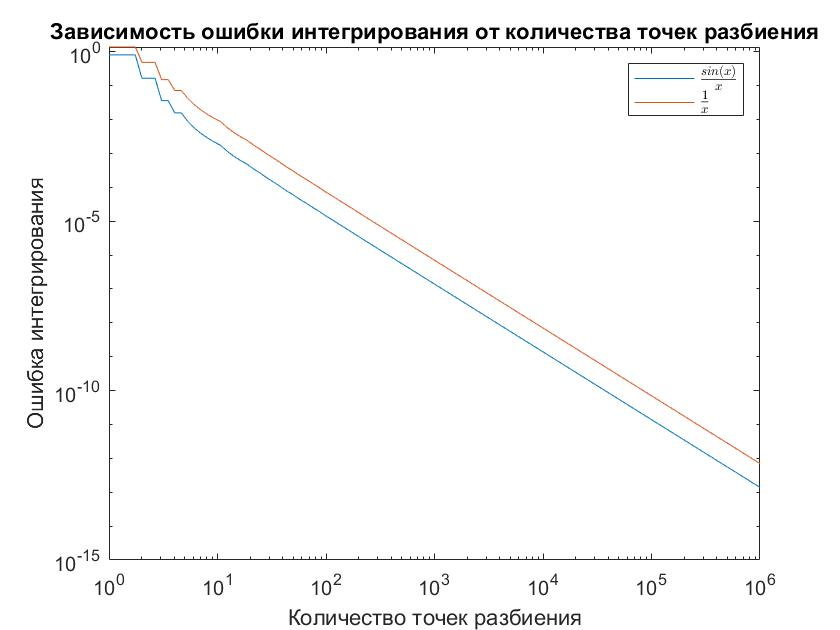 Зависимость ошибки интегрирования от количества точек разбиения
10^0
10^-5
10^-10
10^-15
Ошибка интегрирования
sin(x)/x
1/x
10^0 10^1 10^2 10^3 10^4 10^5 10^6
Количество точек разбиения